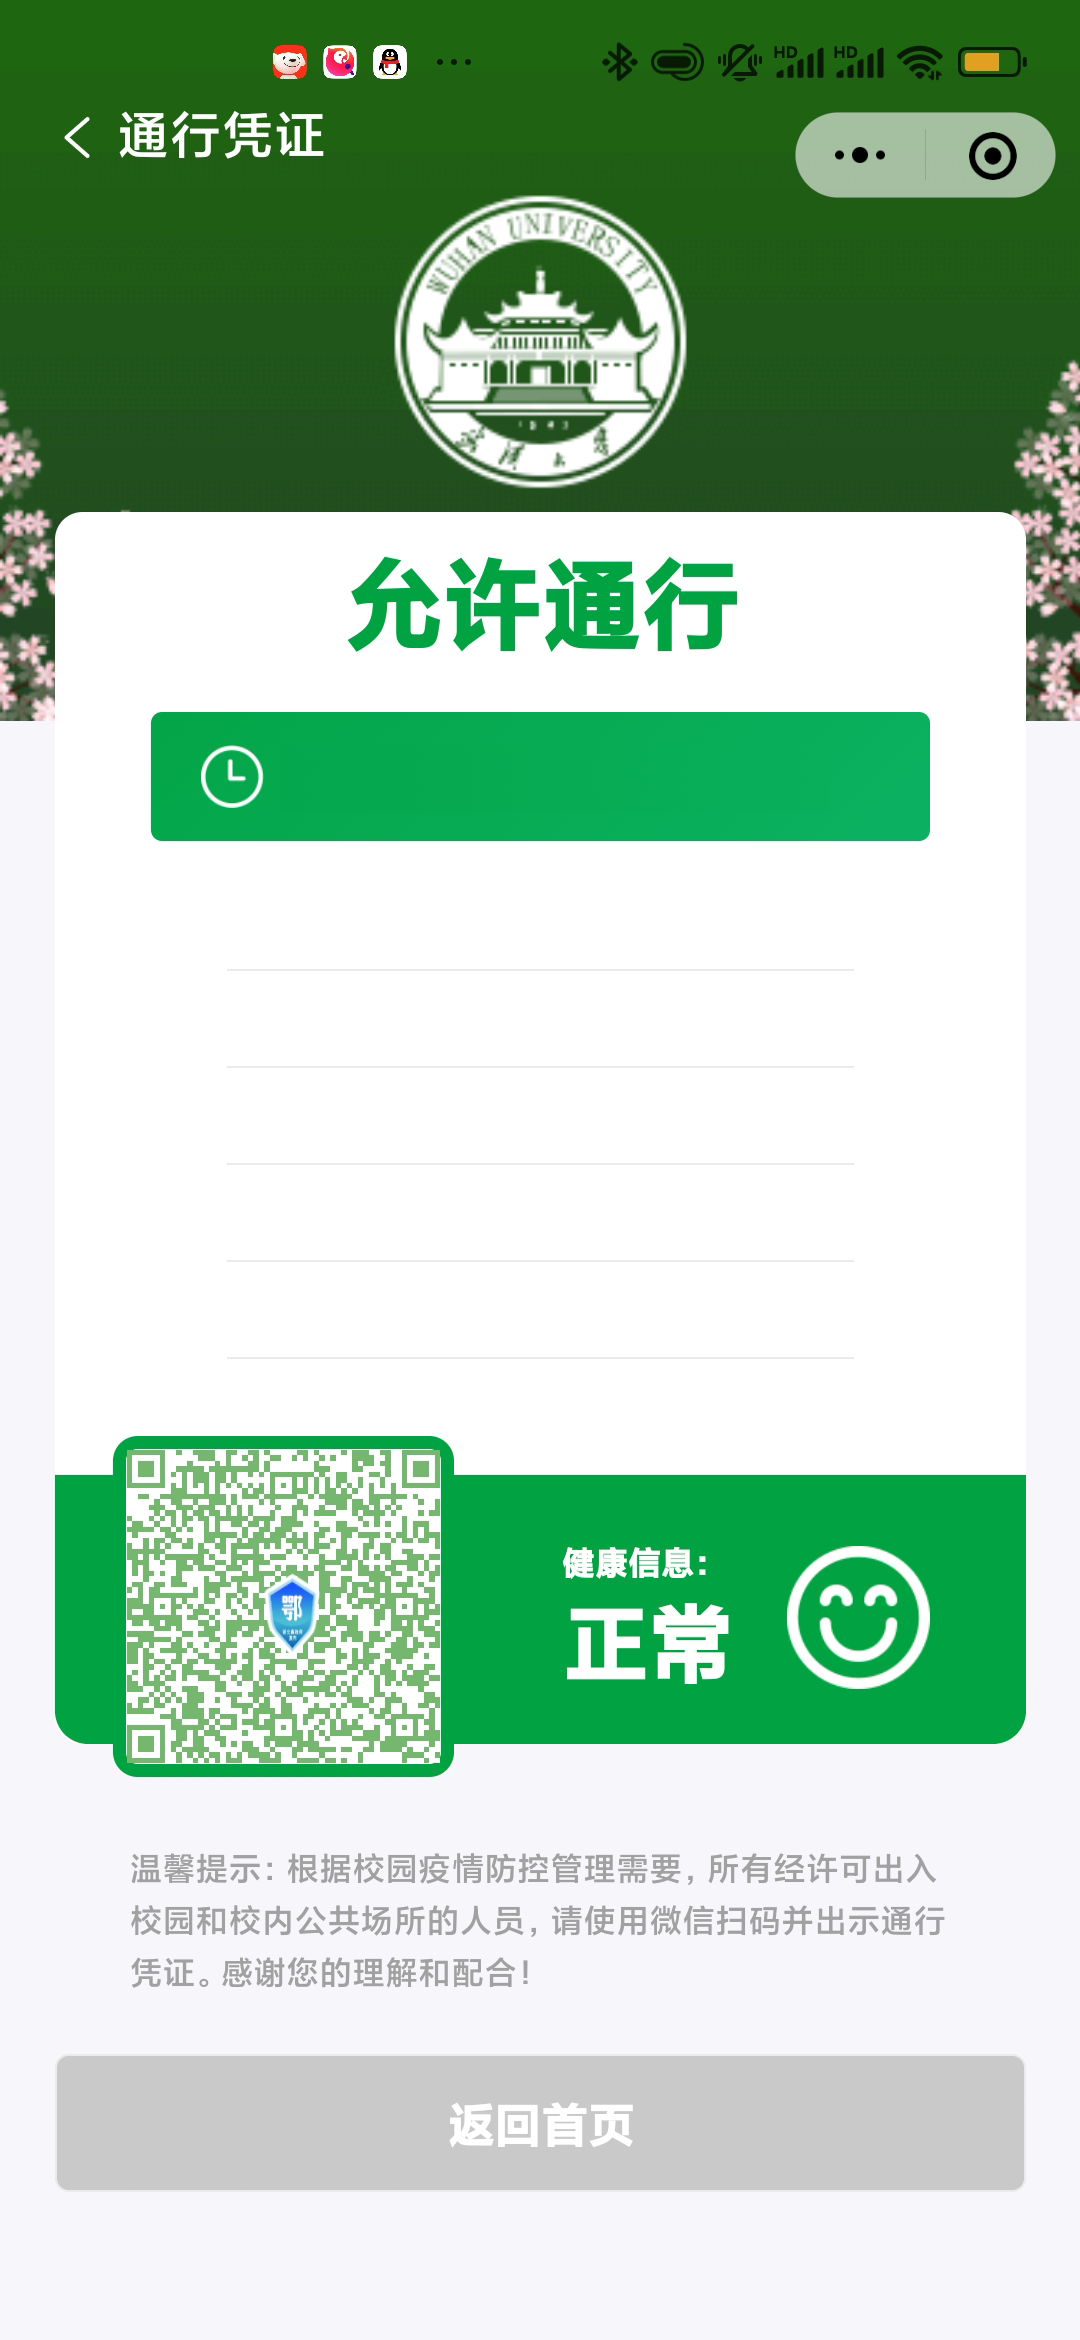 HD HD
通行凭证
WUHAN UNIVERSITY
1893
武汉大学
允许通行
健康信息：
正常
鄂
温馨提示：根据校园疫情防控管理需要，所有经许可出入
校园和校内公共场所的人员，请使用微信扫码并出示通行
凭证。感谢您的理解和配合！
返回首页